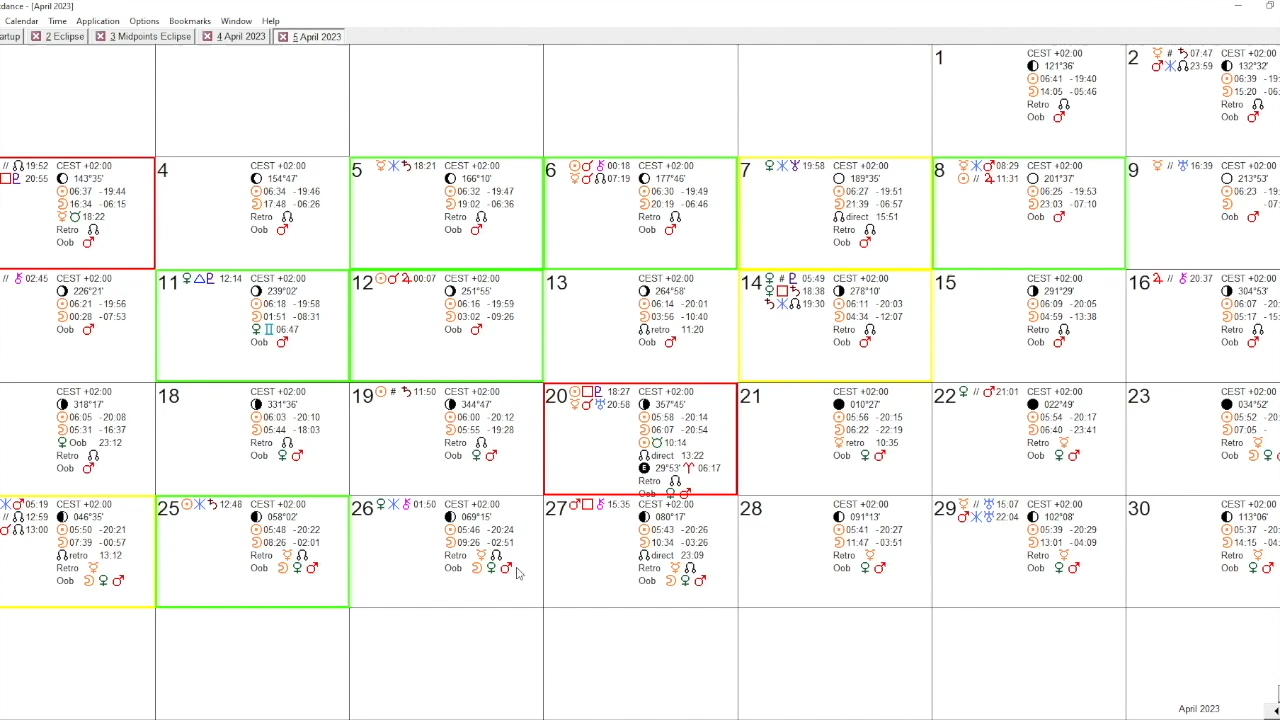 dance - [April 2023]
Calendar Time Application Options Bookmarks Window Help
artup 2 Eclipse 3 Midpoints Eclipse 4 April 2023 5 April 2023
1
CEST +02:00
121°36'
06:41 -19:40
14:05 -05:46
Retro ☊
Oob ♂
2
☿ # ♄ 07:47
♂ ⚹ ☊ 23:59
CEST +02:00
132°32'
06:39 -19:
15:20 -06:
Retro ☊
Oob ♂
// ☊ 19:52
□ ♇ 20:55
CEST +02:00
143°35'
06:37 -19:44
16:34 -06:15
☿ ♉ 18:22
Retro ☊
Oob ♂
4
CEST +02:00
154°47'
06:34 -19:46
17:48 -06:26
Retro ☊
Oob ♂
5
☿ ⚹ ♄ 18:21
CEST +02:00
166°10'
06:32 -19:47
19:02 -06:36
Retro ☊
Oob ♂
6
☉ ☌ ⚷ 00:18
☿ ☌ ☊ 07:19
CEST +02:00
177°46'
06:30 -19:49
20:19 -06:46
Retro ☊
Oob ♂
7
♀ ⚹ ♆ 19:58
CEST +02:00
189°35'
06:27 -19:51
21:39 -06:57
☊ direct 15:51
Retro ☊
Oob ♂
8
☿ ⚹ ♂ 08:29
☉ // ♃ 11:31
CEST +02:00
201°37'
06:25 -19:53
23:03 -07:10
Oob ♂
9
☿ // ♅ 16:39
CEST +02:00
213°53'
06:23 -19:
-07:
Oob ♂
// ⚷ 02:45
CEST +02:00
226°21'
06:21 -19:56
00:28 -07:53
Oob ♂
11
♀ △ ♇ 12:14
CEST +02:00
239°02'
06:18 -19:58
01:51 -08:31
♀ ♊ 06:47
Oob ♂
12
☉ ☌ ♃ 00:07
CEST +02:00
251°55'
06:16 -19:59
03:02 -09:26
Oob ♂
13
CEST +02:00
264°58'
06:14 -20:01
03:56 -10:40
☊ retro 11:20
Oob ♂
14
♀ # ♇ 05:49
♀ □ ♄ 18:38
♄ ⚹ ☊ 19:30
CEST +02:00
278°10'
06:11 -20:03
04:34 -12:07
Retro ☊
Oob ♂
15
CEST +02:00
291°29'
06:09 -20:05
04:59 -13:38
Retro ☊
Oob ♂
16
♃ // ⚷ 20:37
CEST +02:00
304°53'
06:07 -20:
05:17 -15:
Retro ☊
Oob ♂
CEST +02:00
318°17'
06:05 -20:08
05:31 -16:37
♀ Oob 23:12
Retro ☊
Oob ♂
18
CEST +02:00
331°36'
06:03 -20:10
05:44 -18:03
Retro ☊
Oob ♀ ♂
19
☉ # ♄ 11:50
CEST +02:00
344°47'
06:00 -20:12
05:55 -19:28
Retro ☊
Oob ♀ ♂
20
☉ □ ♇ 18:27
☿ ☌ ♅ 20:58
CEST +02:00
357°45'
05:58 -20:14
06:07 -20:54
☉ ♉ 10:14
☊ direct 13:22
E 29°53' ♈ 06:17
Retro ☊
Oob ♀ ♂
21
CEST +02:00
010°27'
05:56 -20:15
06:22 -22:19
☿ retro 10:35
Oob ♀ ♂
22
♀ // ♂ 21:01
CEST +02:00
022°49'
05:54 -20:17
06:40 -23:41
Retro ☿
Oob ♀ ♂
23
CEST +02:00
034°52'
05:52 -20:
07:05 -
Retro ☿
Oob ☽ ♀
⚹ ♂ 05:19
// ☊ 12:59
☌ ☊ 13:00
CEST +02:00
046°35'
05:50 -20:21
07:39 -00:57
☊ retro 13:12
Retro ☿
Oob ☽ ♀ ♂
25
☉ ⚹ ♄ 12:48
CEST +02:00
058°02'
05:48 -20:22
08:26 -02:01
Retro ☿ ☊
Oob ☽ ♀ ♂
26
♀ ⚹ ⚷ 01:50
CEST +02:00
069°15'
05:46 -20:24
09:26 -02:51
Retro ☿ ☊
Oob ☽ ♀ ♂
27
♂ □ ⚷ 15:35
CEST +02:00
080°17'
05:43 -20:26
10:34 -03:26
☊ direct 23:09
Retro ☿ ☊
Oob ☽ ♀ ♂
28
CEST +02:00
091°13'
05:41 -20:27
11:47 -03:51
Retro ☿
Oob ♀ ♂
29
☿ // ♅ 15:07
♂ ⚹ ♅ 22:04
CEST +02:00
102°08'
05:39 -20:29
13:01 -04:09
Retro ☿
Oob ♀ ♂
30
CEST +02:00
113°06'
05:37 -20:
14:15 -04:
Retro ☿
Oob ♀ ♂
April 2023